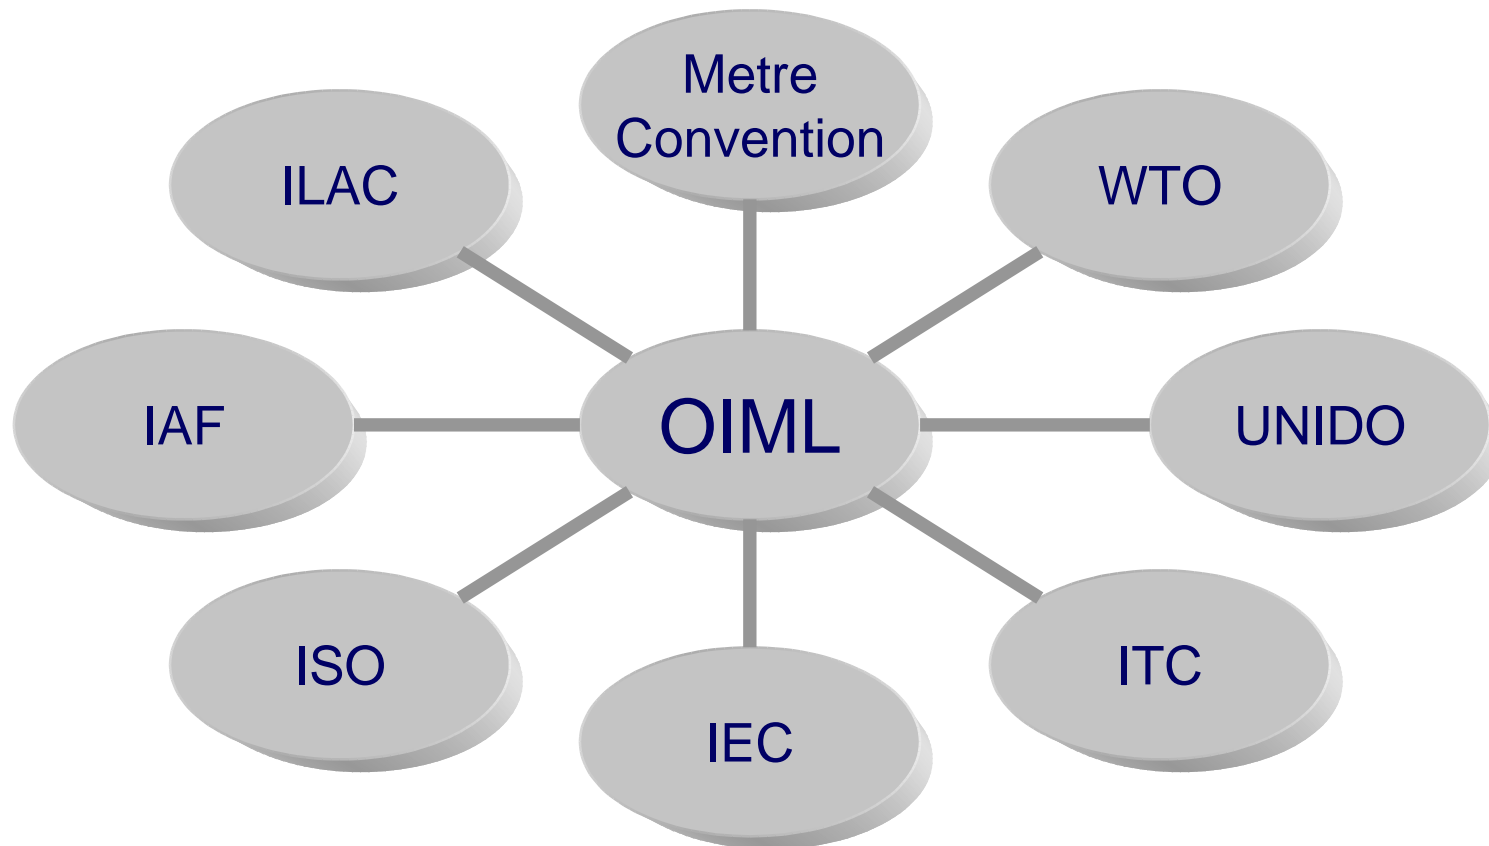 Metre
Convention
ILAC
WTO
IAF
OIML
UNIDO
ISO
ITC
IEC